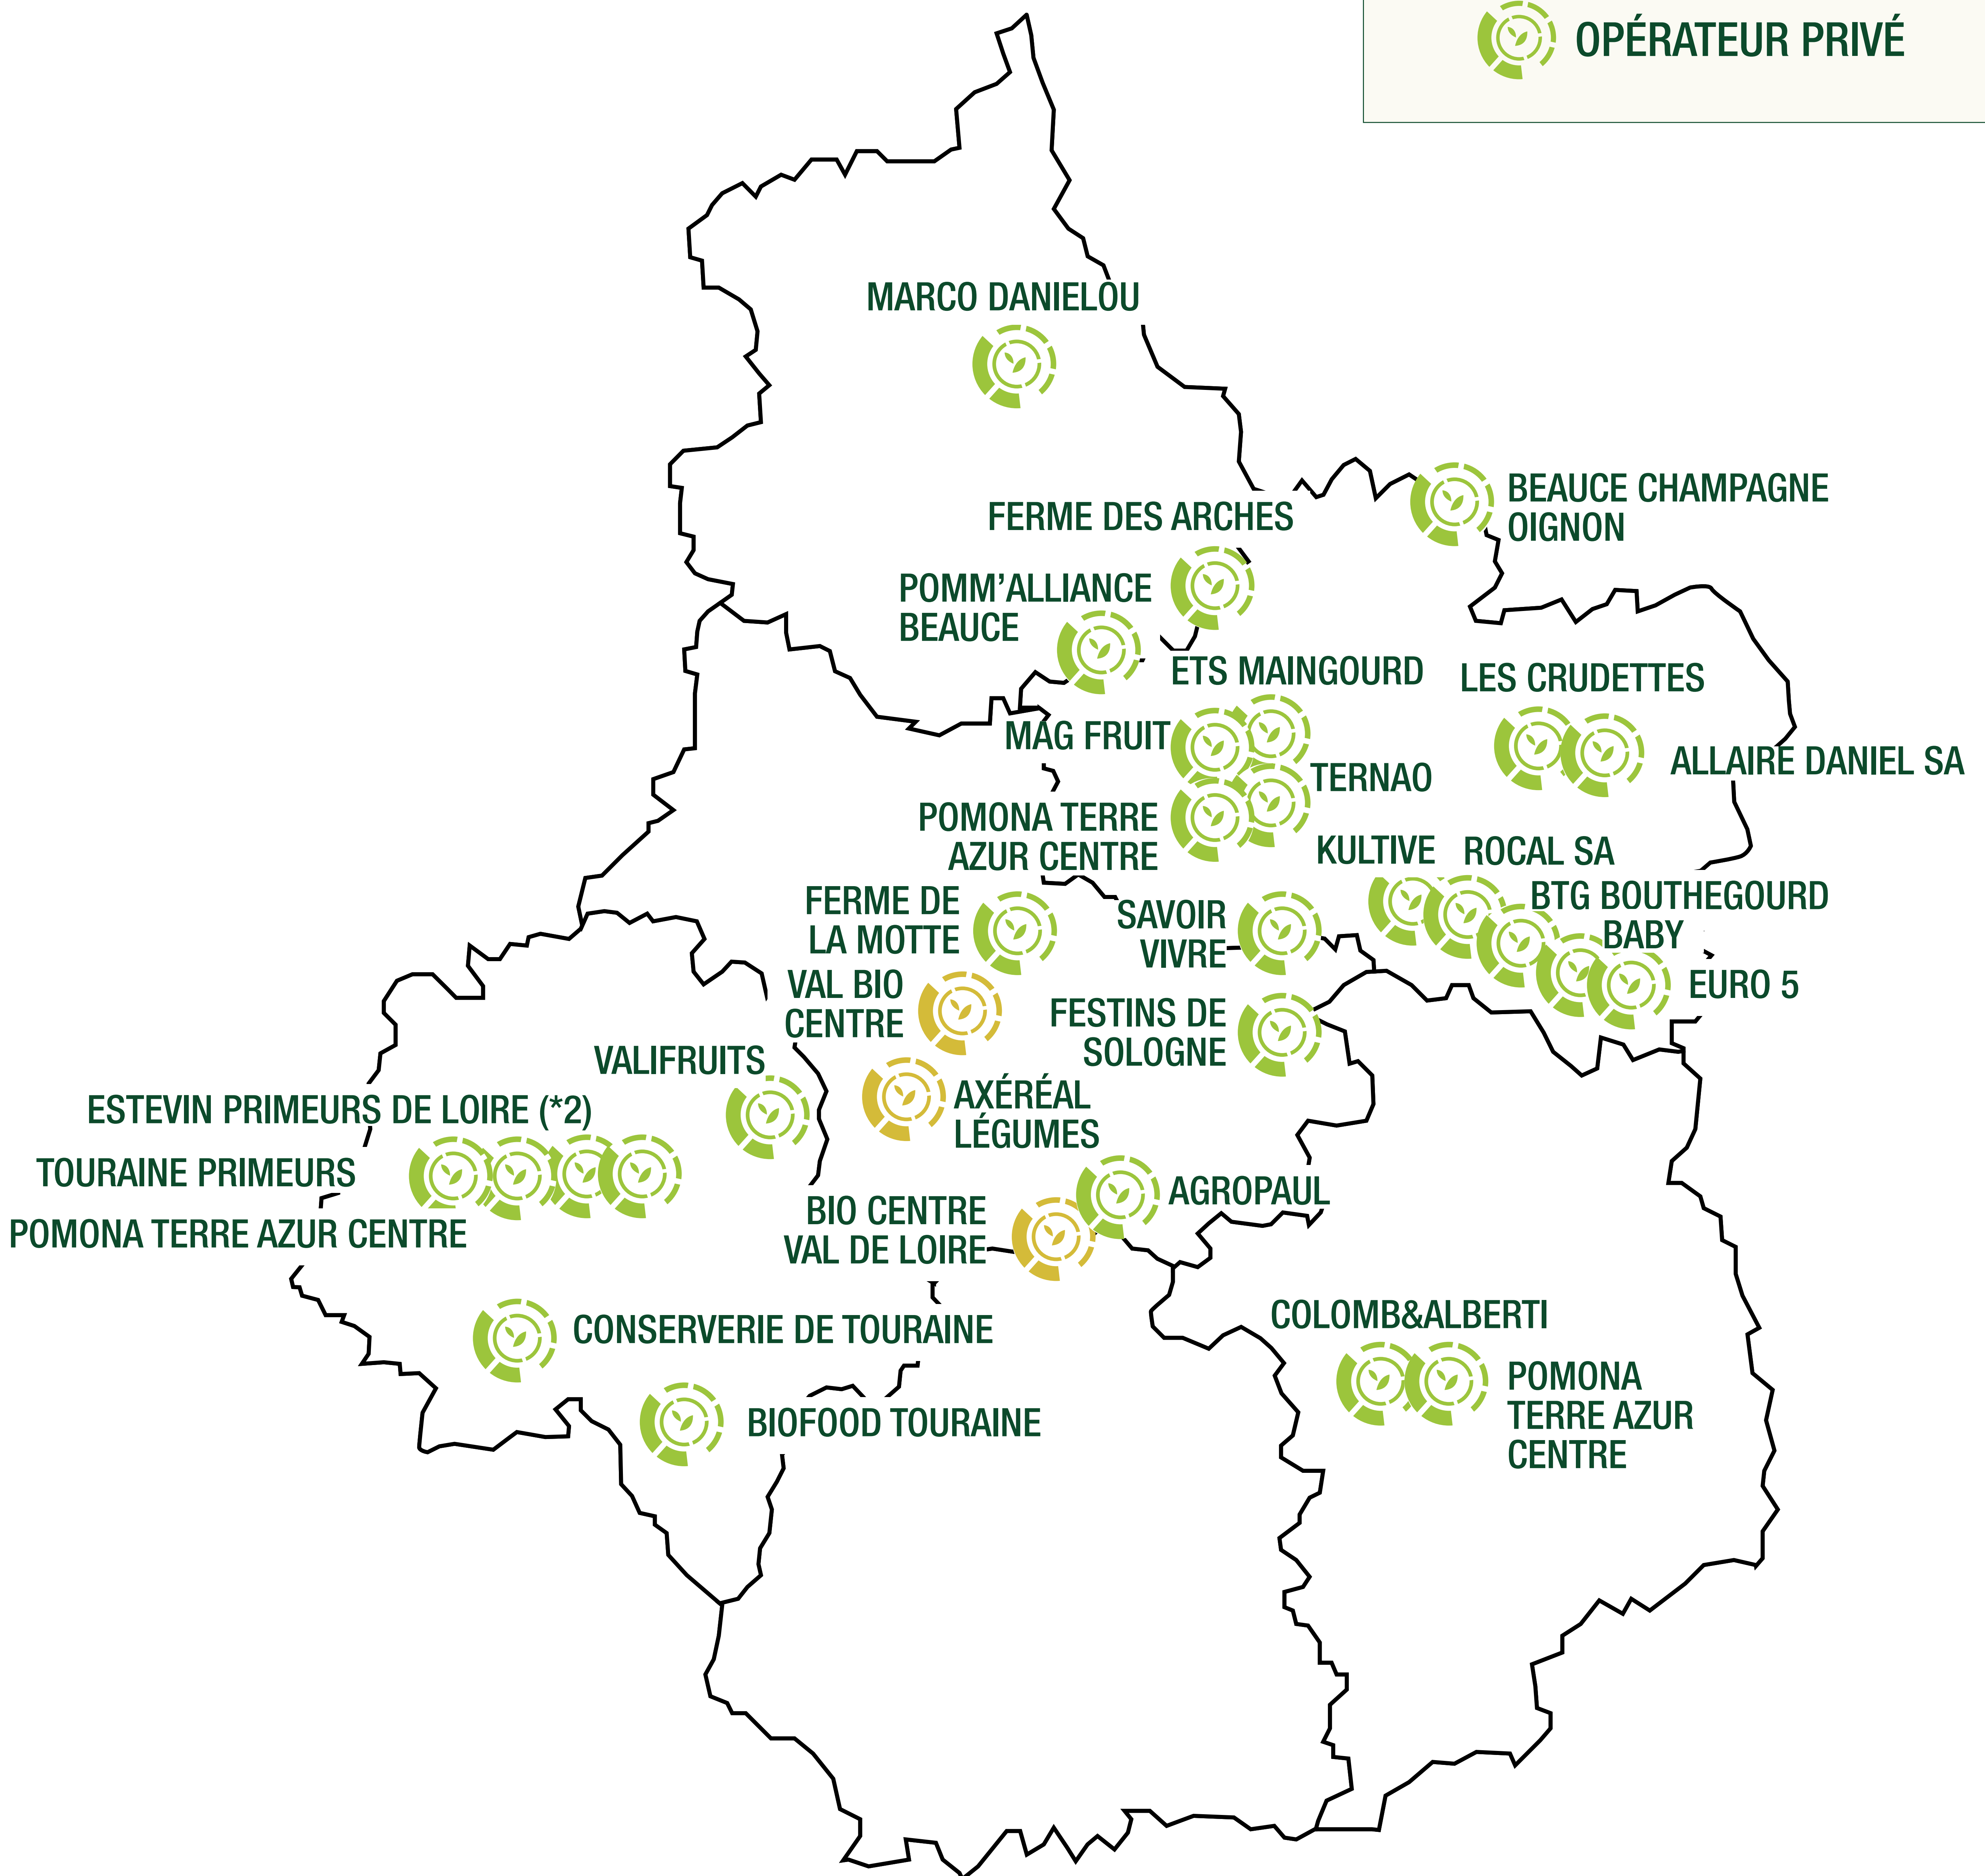 OPÉRATEUR PRIVÉ
MARCO DANIELOU
BEAUCE CHAMPAGNE
OIGNON
FERME DES ARCHES
POMM’ALLIANCE
BEAUCE
ETS MAINGOURD
LES CRUDETTES
MAG FRUIT
ALLAIRE DANIEL SA
TERNAO
POMONA TERRE
AZUR CENTRE
KULTIVE
ROCAL SA
BTG BOUTHEGOURD
BABY
FERME DE
LA MOTTE
SAVOIR
VIVRE
EURO 5
VAL BIO
CENTRE
FESTINS DE
SOLOGNE
VALIFRUITS
AXÉRÉAL
LÉGUMES
ESTEVIN PRIMEURS DE LOIRE (*2)
TOURAINE PRIMEURS
POMONA TERRE AZUR CENTRE
AGROPAUL
BIO CENTRE
VAL DE LOIRE
CONSERVERIE DE TOURAINE
COLOMB&ALBERTI
POMONA
TERRE AZUR
CENTRE
BIOFOOD TOURAINE